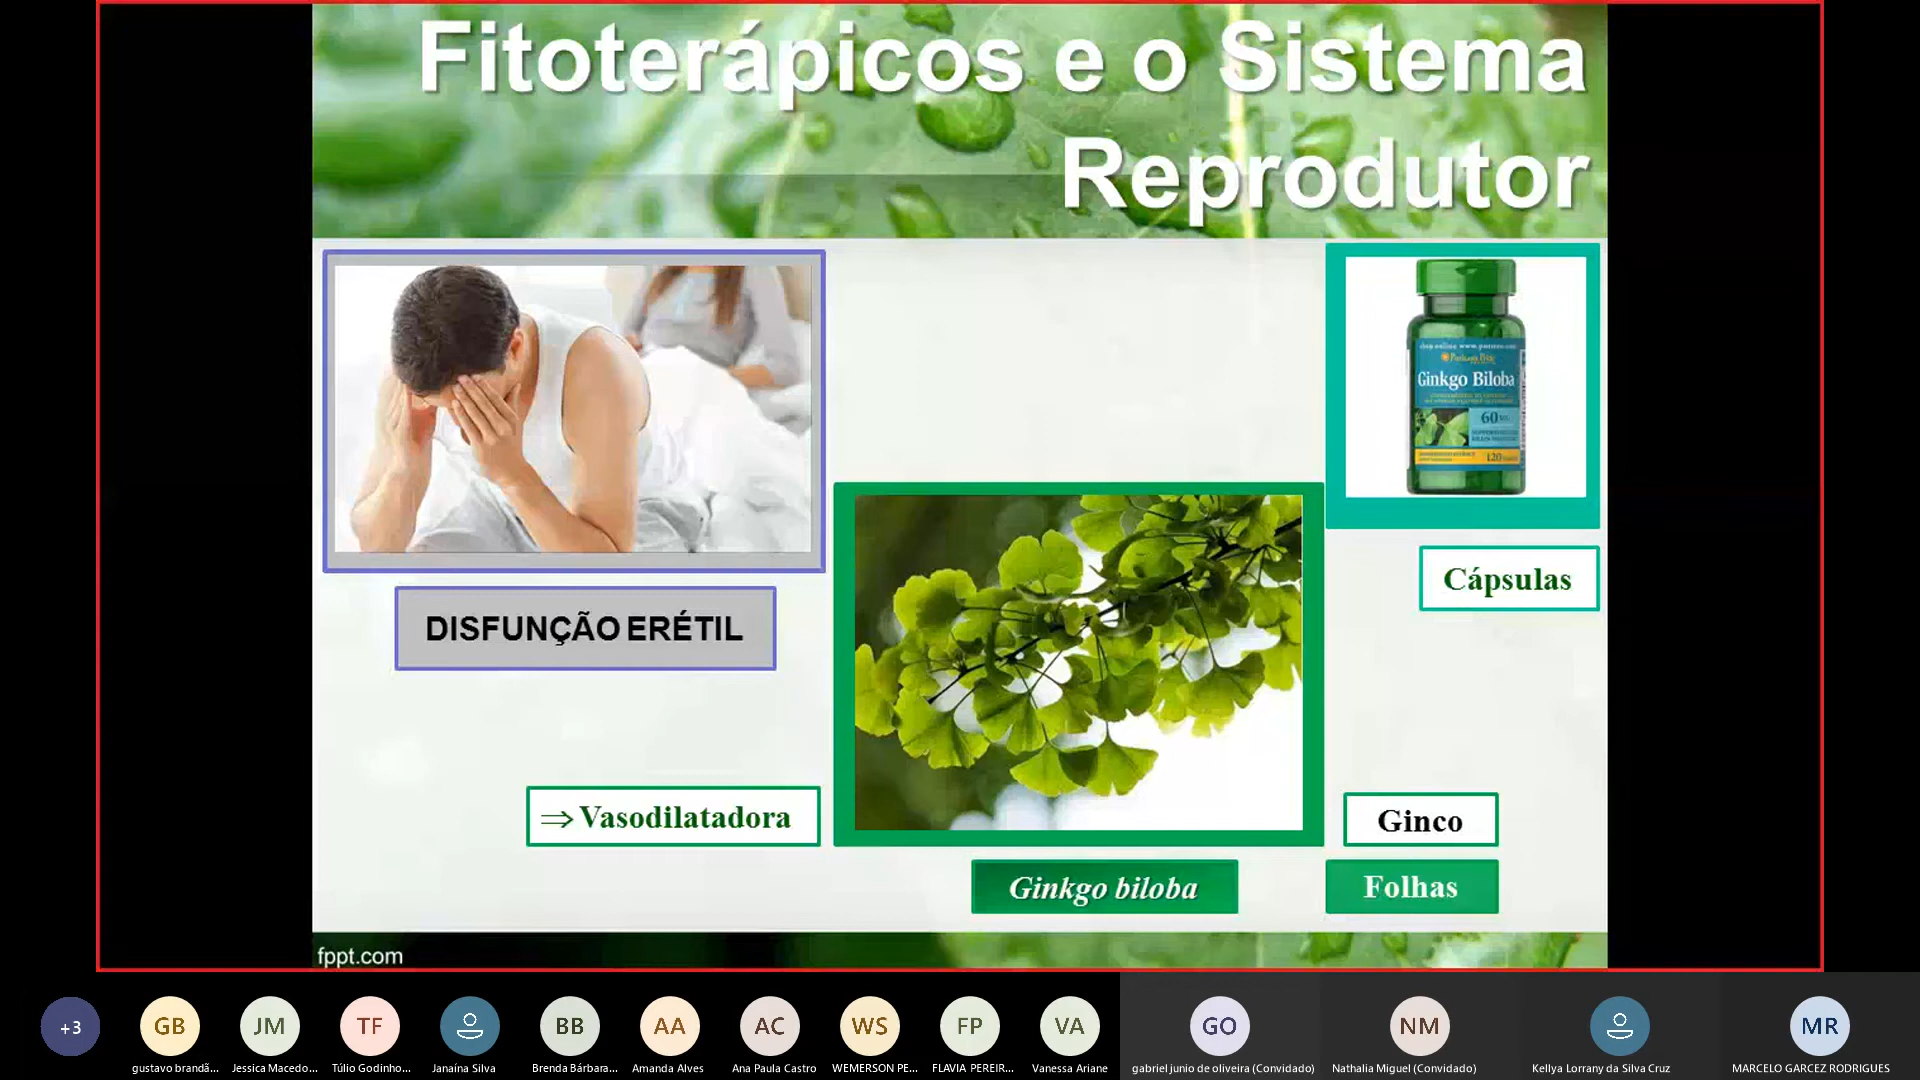 Fitoterápicos e o Sistema
Reprodutor
Ginkgo Biloba
60
120
Cápsulas
DISFUNÇÃO ERÉTIL
⇒ Vasodilatadora
Ginco
Ginkgo biloba
Folhas
fppt.com
+3
GB
JM
TF
BB
AA
AC
WS
FP
VA
GO
NM
MR
gustavo brandã...
Jessica Macedo...
Túlio Godinho...
Janaína Silva
Brenda Bárbara...
Amanda Alves
Ana Paula Castro
WEMERSON PE...
FLAVIA PEREIR...
Vanessa Ariane
gabriel junio de oliveira (Convidado)
Nathalia Miguel (Convidado)
Kellya Lorrany da Silva Cruz
MARCELO GARCEZ RODRIGUES